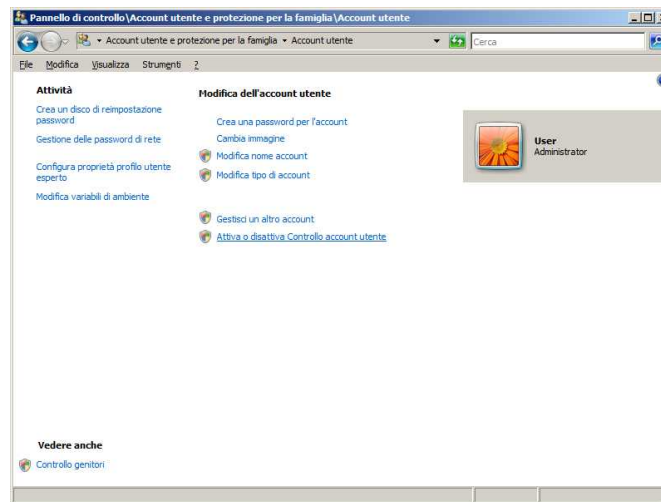 Pannello di controllo\Account utente e protezione per la famiglia\Account utente
Account utente e protezione per la famiglia Account utente
Cerca
File Modifica Visualizza Strumenti ?
Attività
Crea un disco di reimpostazione
password
Gestione delle password di rete
Configura proprietà profilo utente
esperto
Modifica variabili di ambiente
Modifica dell'account utente
Crea una password per l'account
Cambia immagine
Modifica nome account
Modifica tipo di account
Gestisci un altro account
Attiva o disattiva Controllo account utente
User
Administrator
Vedere anche
Controllo genitori